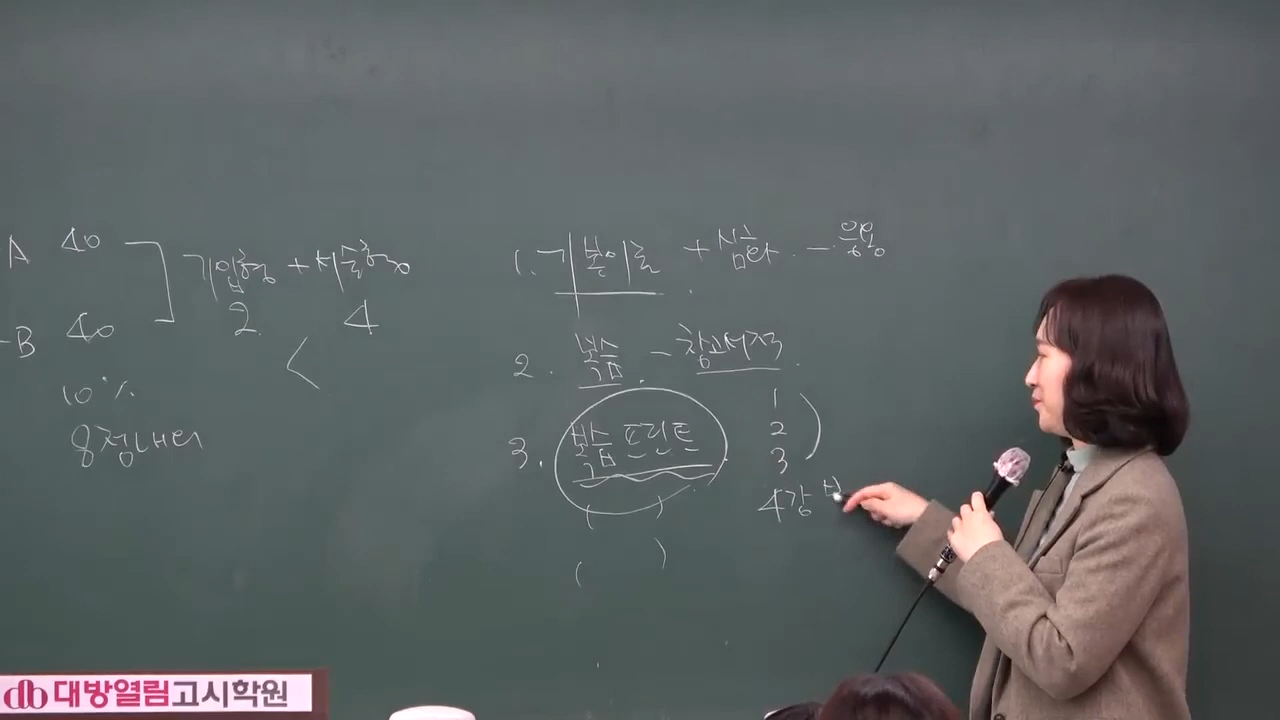 A 40
기입형 + 서술형
2 < 4
B 40
10%
8점내외
1. 기본이론 + 심화 - 응용
2. 복습 - 참고서적
3. 복습프린트
( )
( )
1
2
3
4강
대방열림고시학원